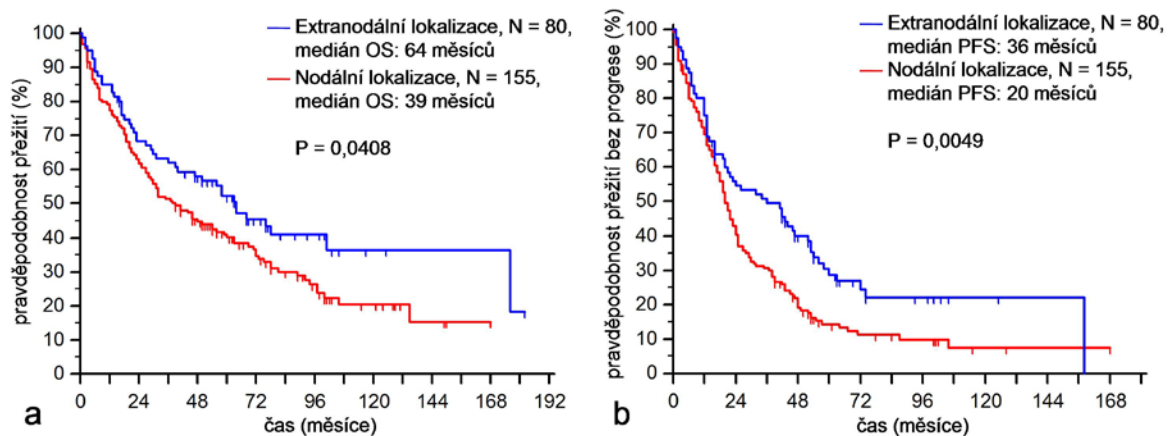 Extranodální lokalizace, N = 80,
medián OS: 64 měsíců
Nodální lokalizace, N = 155,
medián OS: 39 měsíců
P = 0,0408
pravděpodobnost přežití (%)
100
90
80
70
60
50
40
30
20
10
0
0 24 48 72 96 120 144 168 192
čas (měsíce)
a
Extranodální lokalizace, N = 80,
medián PFS: 36 měsíců
Nodální lokalizace, N = 155,
medián PFS: 20 měsíců
P = 0,0049
pravděpodobnost přežití bez progrese (%)
100
90
80
70
60
50
40
30
20
10
0
0 24 48 72 96 120 144 168
čas (měsíce)
b